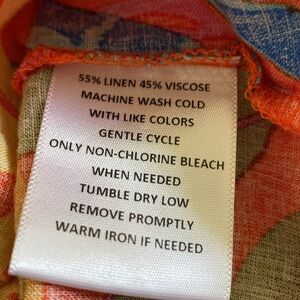 55% LINEN 45% VISCOSE
MACHINE WASH COLD
WITH LIKE COLORS
GENTLE CYCLE
ONLY NON-CHLORINE BLEACH
WHEN NEEDED
TUMBLE DRY LOW
REMOVE PROMPTLY
WARM IRON IF NEEDED